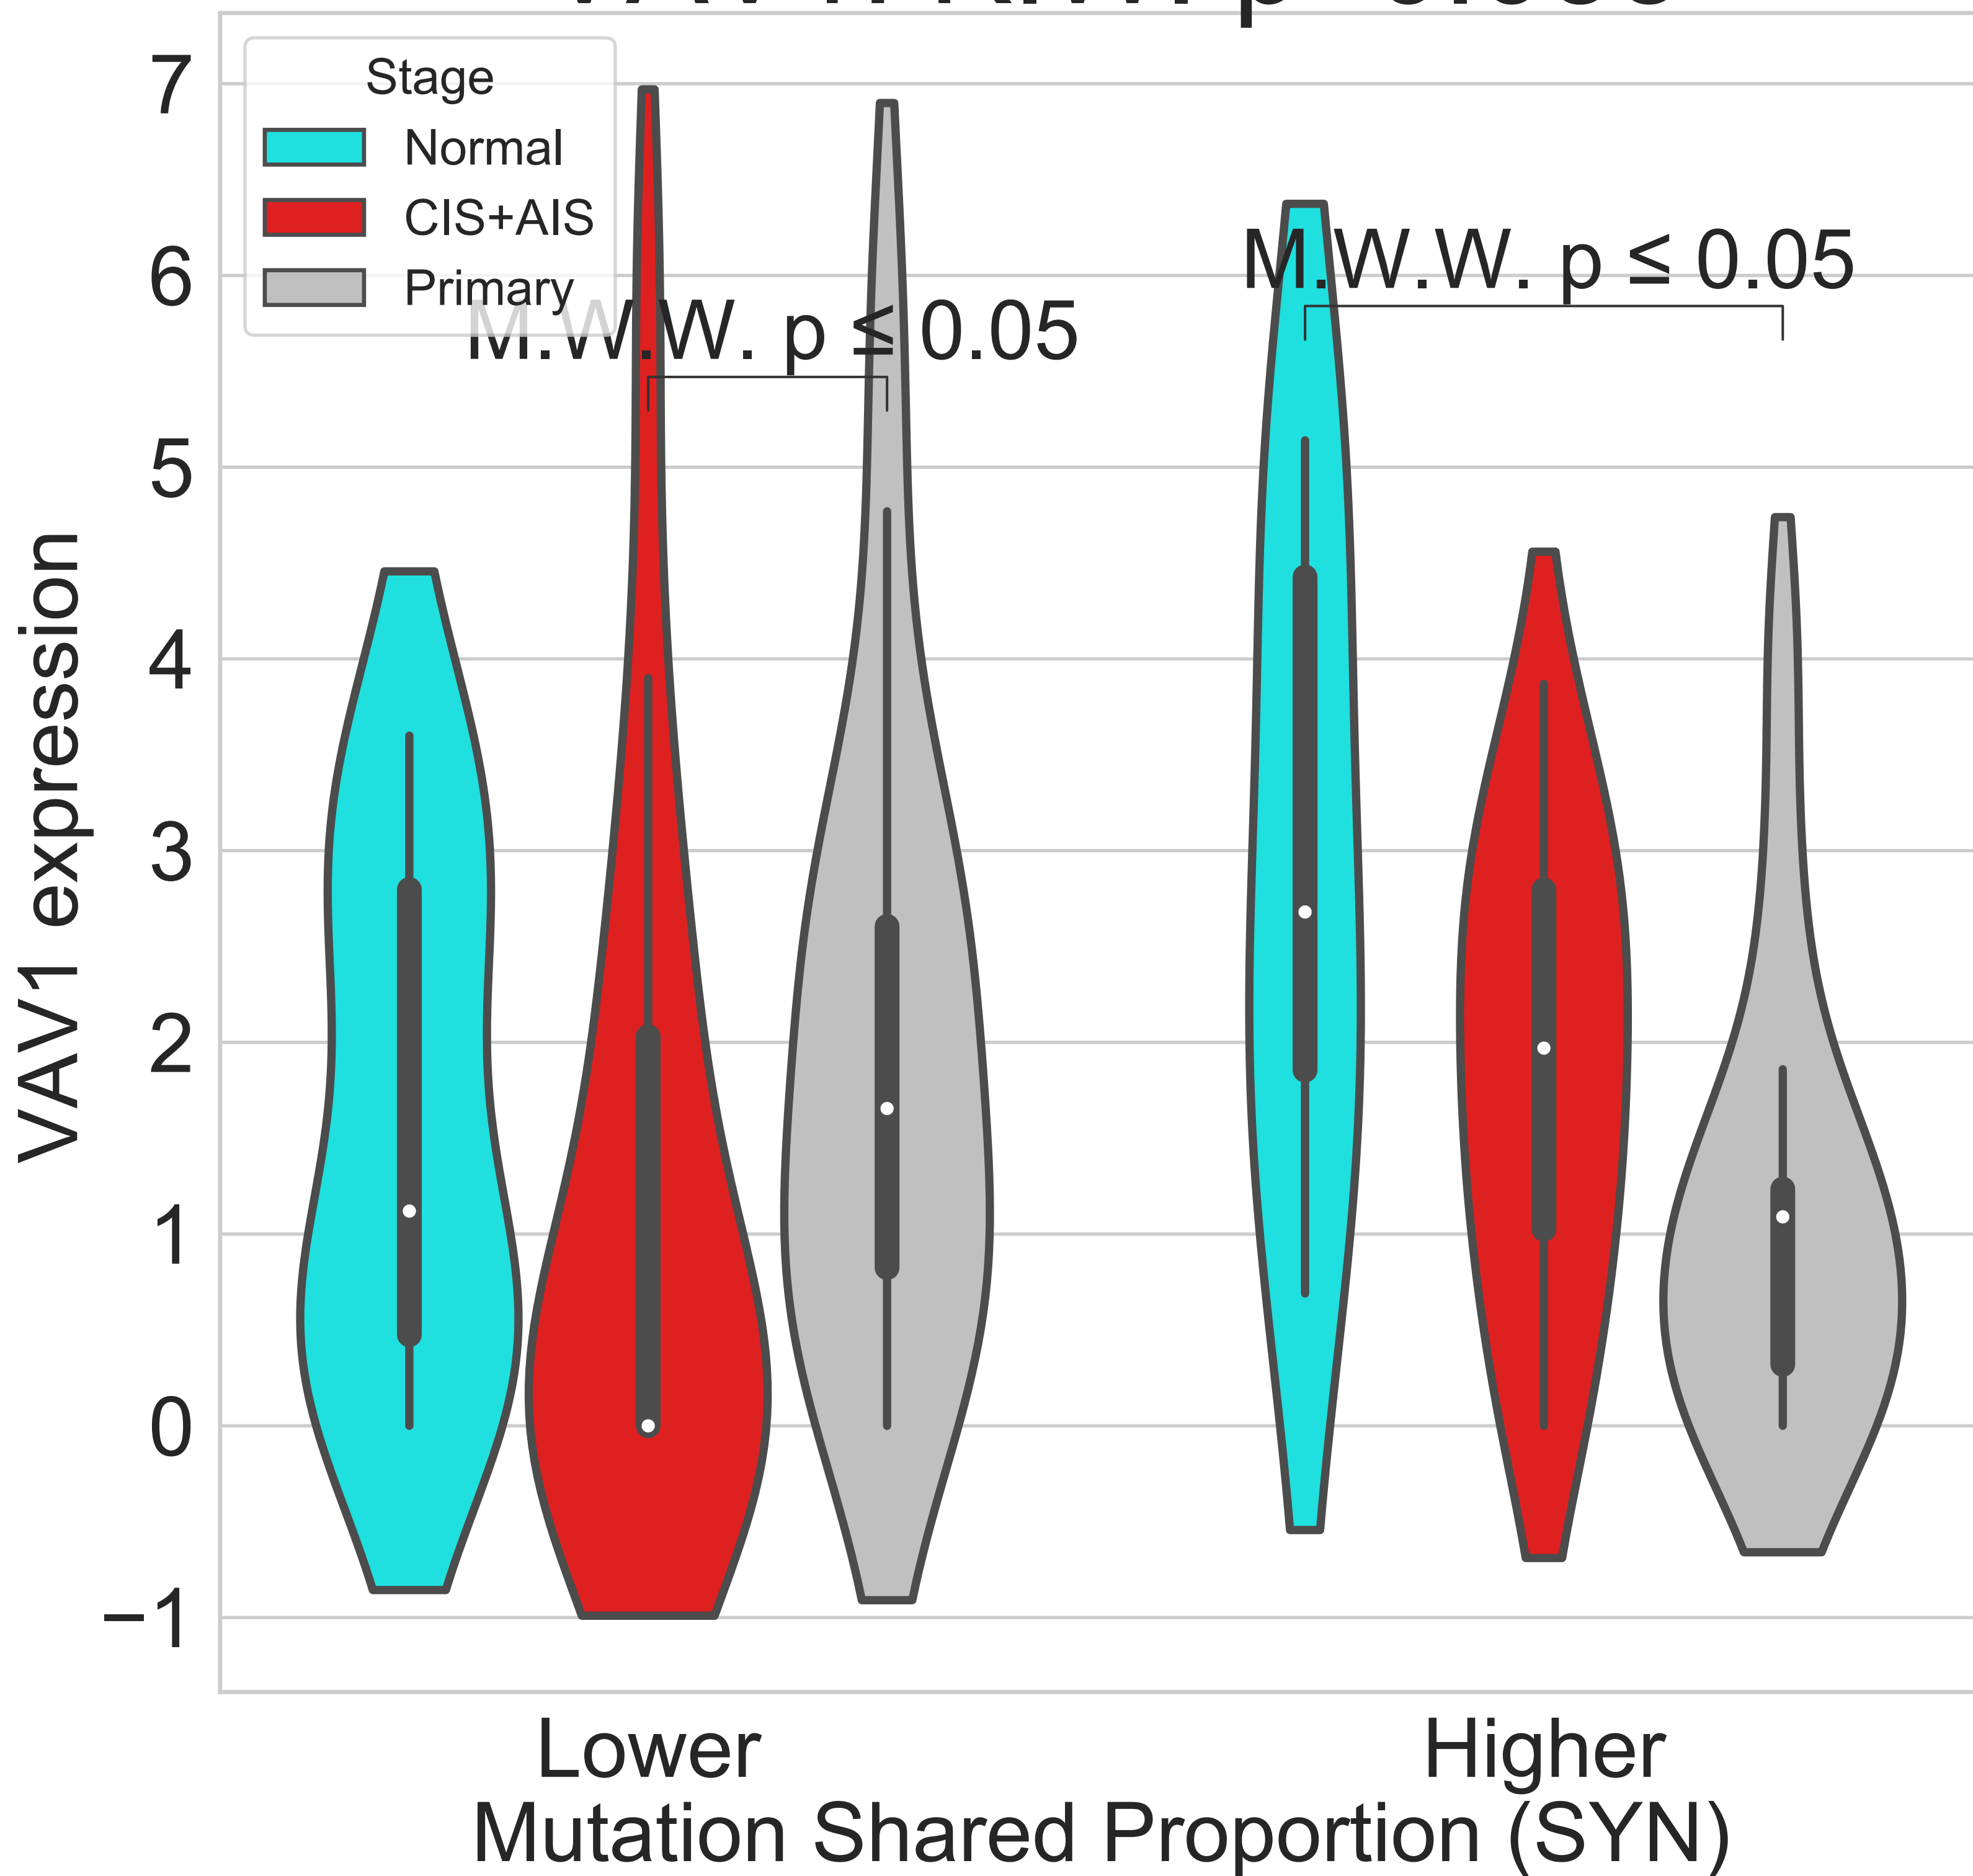 7
Stage
Normal
CIS+AIS
Primary
6
M.W.W. p ≤ 0.05
M.W.W. p ≤ 0.05
5
4
3
2
1
0
−1
VAV1 expression
Lower
Higher
Mutation Shared Proportion (SYN)